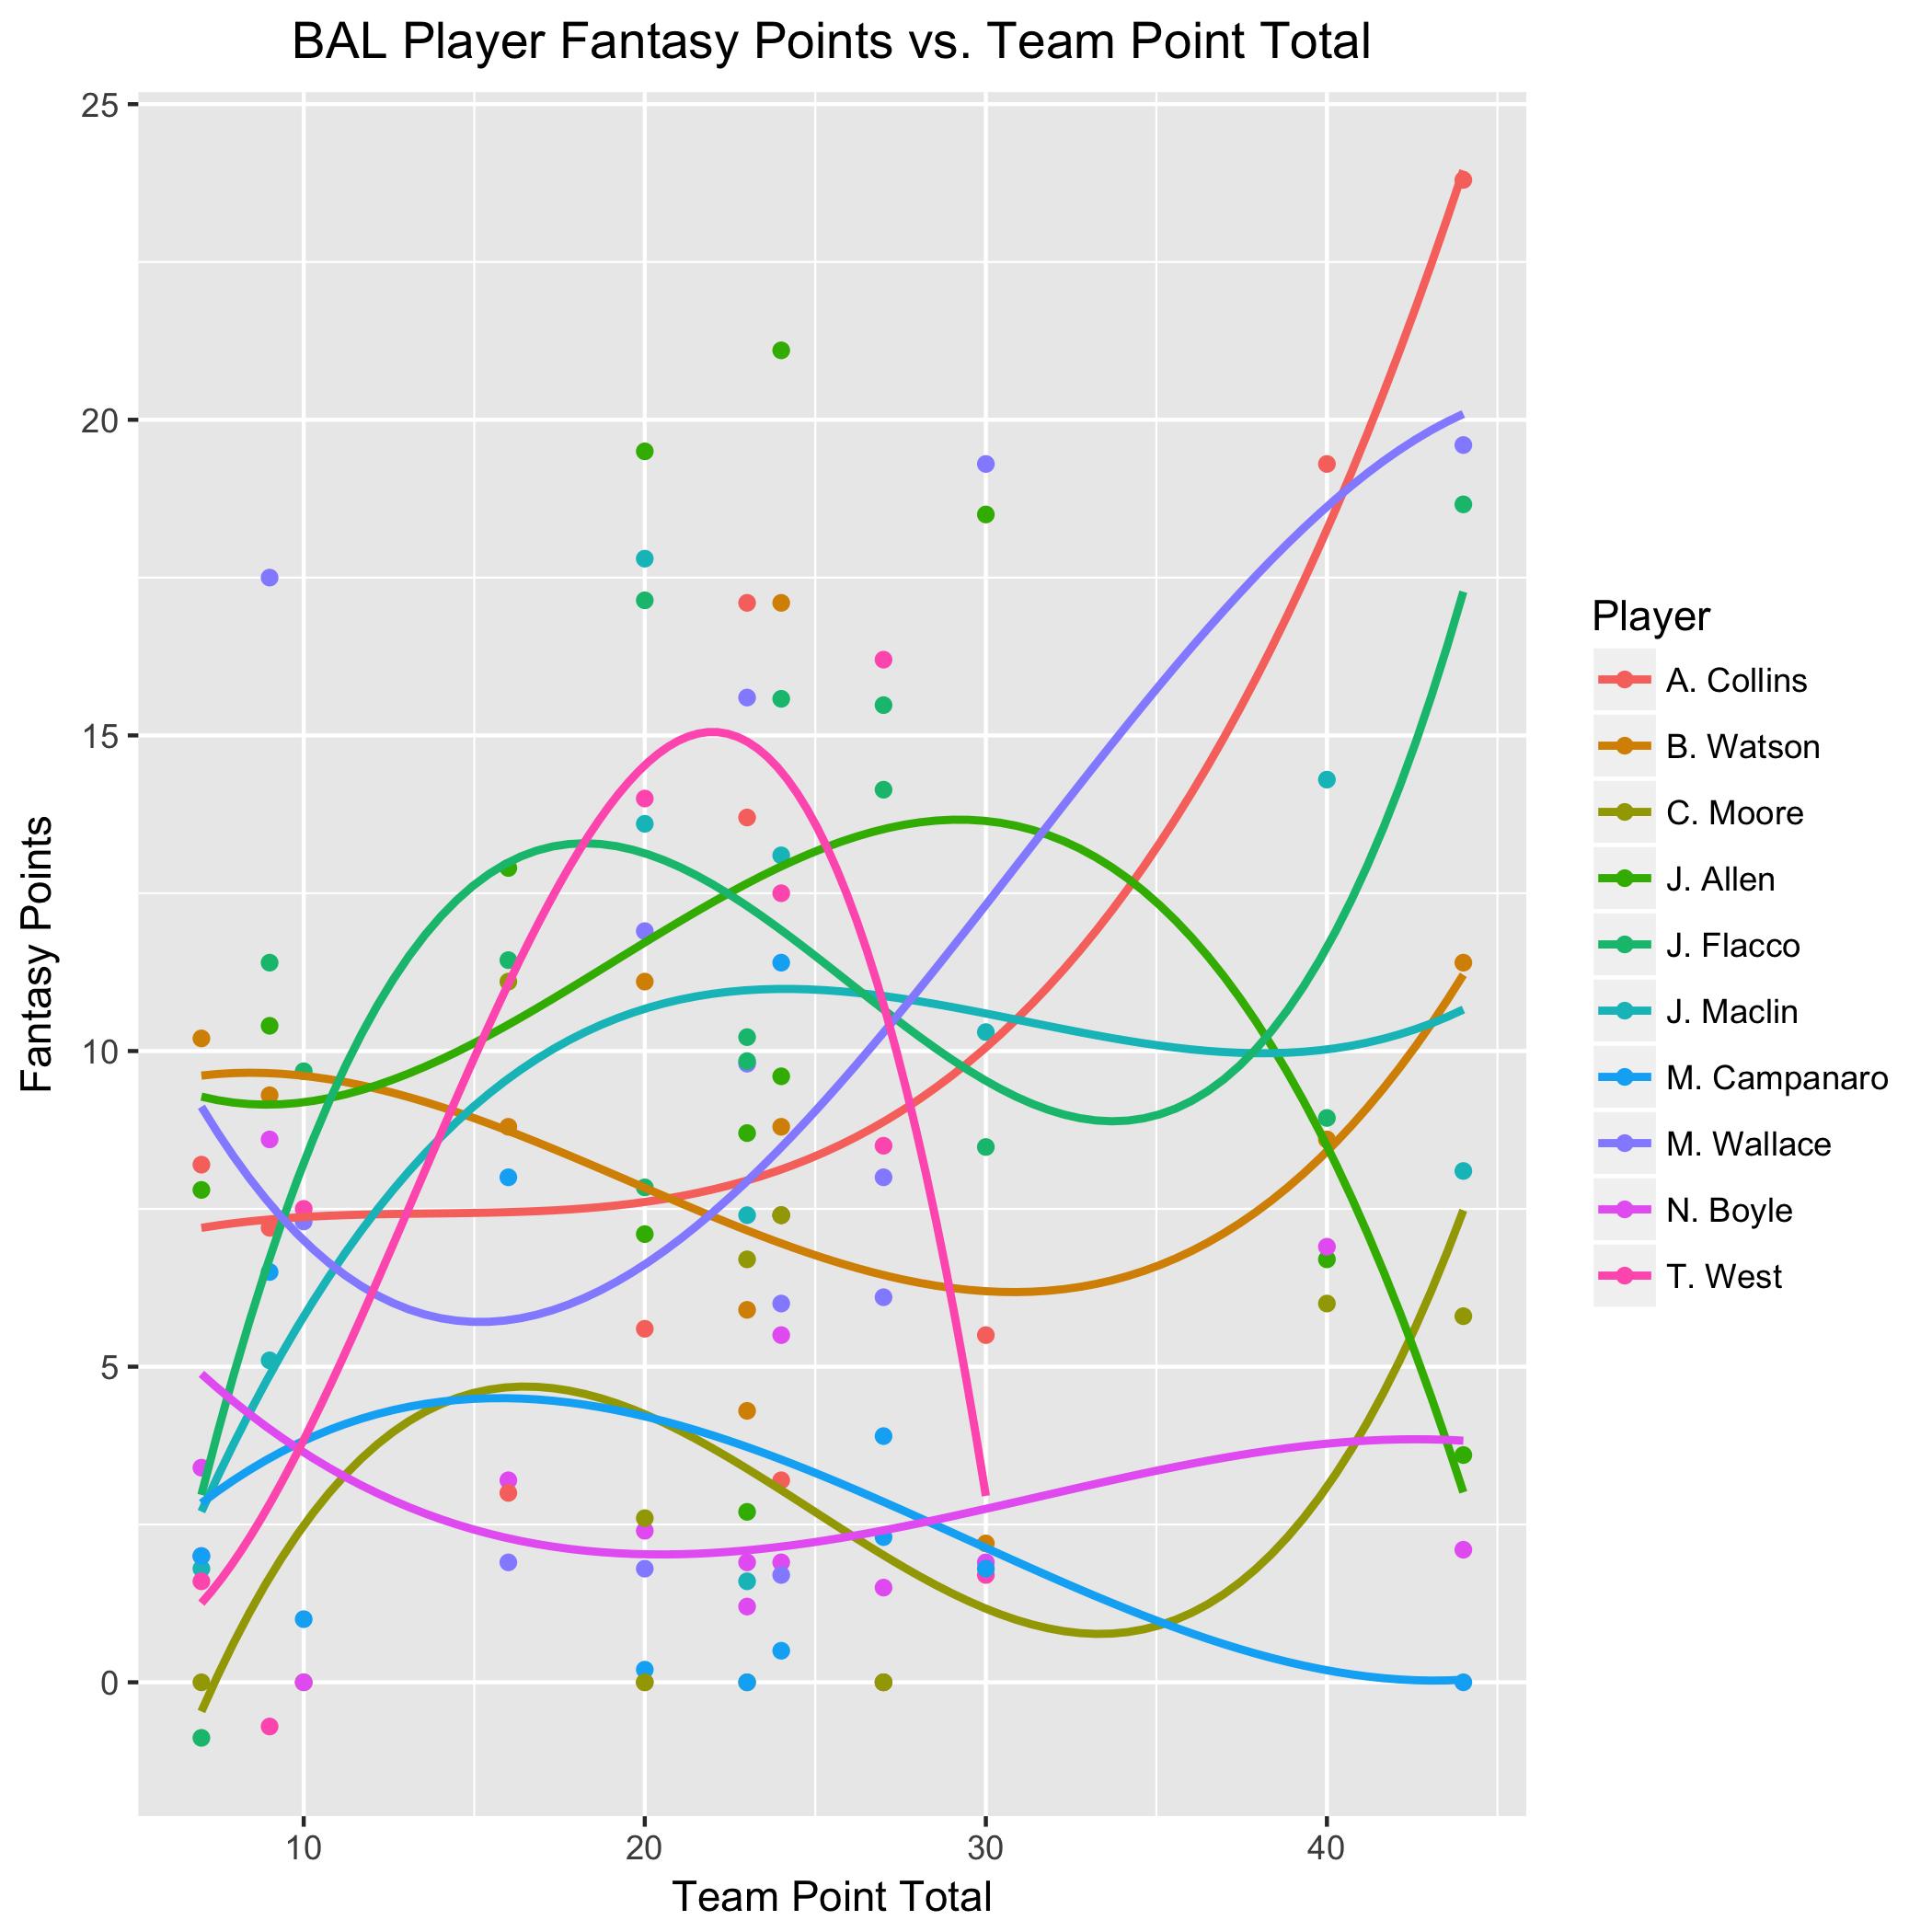 BAL Player Fantasy Points vs. Team Point Total
25
20
15
10
5
0
Fantasy Points
10 20 30 40
Team Point Total
Player
A. Collins
B. Watson
C. Moore
J. Allen
J. Flacco
J. Maclin
M. Campanaro
M. Wallace
N. Boyle
T. West